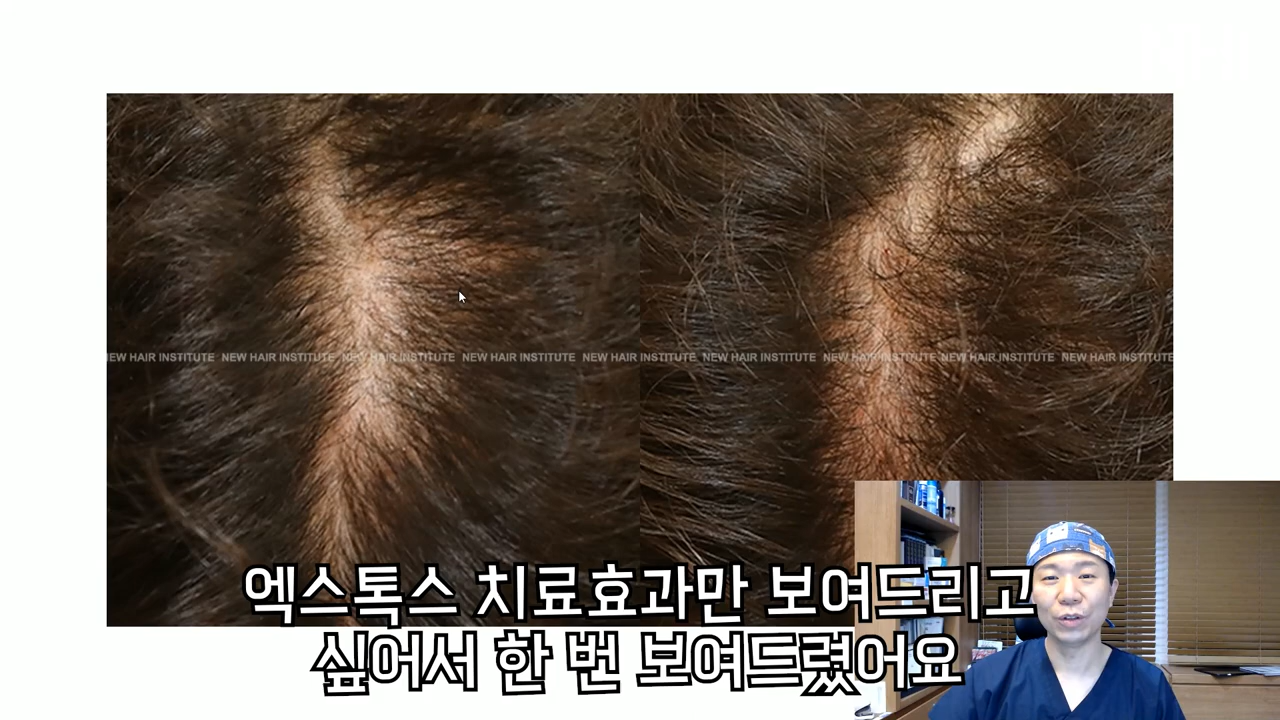 NEW HAIR INSTITUTE NEW HAIR INSTITUTE NEW HAIR INSTITUTE NEW HAIR INSTITUTE NEW HAIR INSTITUTE NEW HAIR INSTITUTE NEW HAIR INSTITUTE NEW HAIR INSTITUTE NEW HAIR INSTITUTE
엑스톡스 치료효과만 보여드리고
싶어서 한 번 보여드렸어요